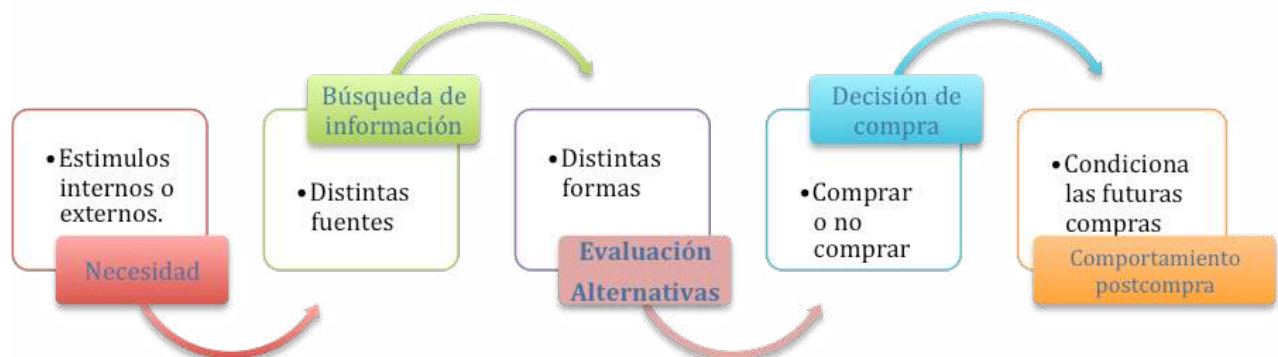 •Estimulos
internos o
externos.
Necesidad
Búsqueda de
información
•Distintas
fuentes
•Distintas
formas
Evaluación
Alternativas
Decisión de
compra
•Comprar
o no
comprar
•Condiciona
las futuras
compras
Comportamiento
postcompra